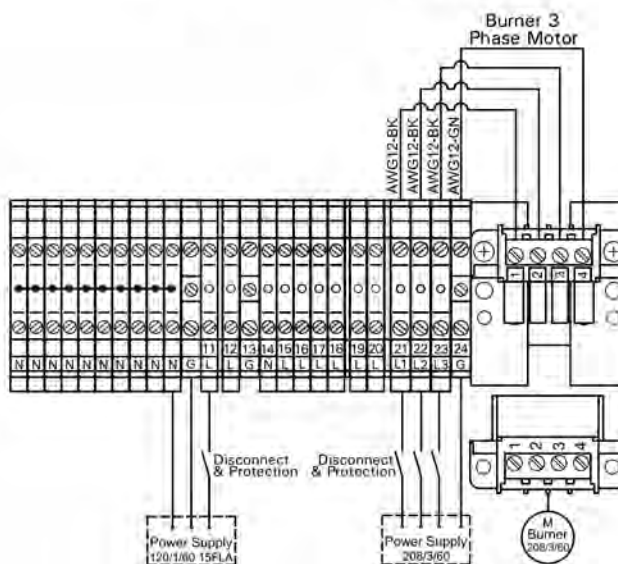 Burner 3
Phase Motor
AWG12-BK
AWG12-BK
AWG12-BK
AWG12-GN
1 2 3 4
11 12 13 14 15 16 17 18 19 20 21 22 23 24
N N N N N N N N N N G L L G N L L L L L L L1 L2 L3 G
1 2 3 4
Disconnect
& Protection
Disconnect
& Protection
Power Supply
120/1/60 15FLA
Power Supply
208/3/60
M
Burner
208/3/60